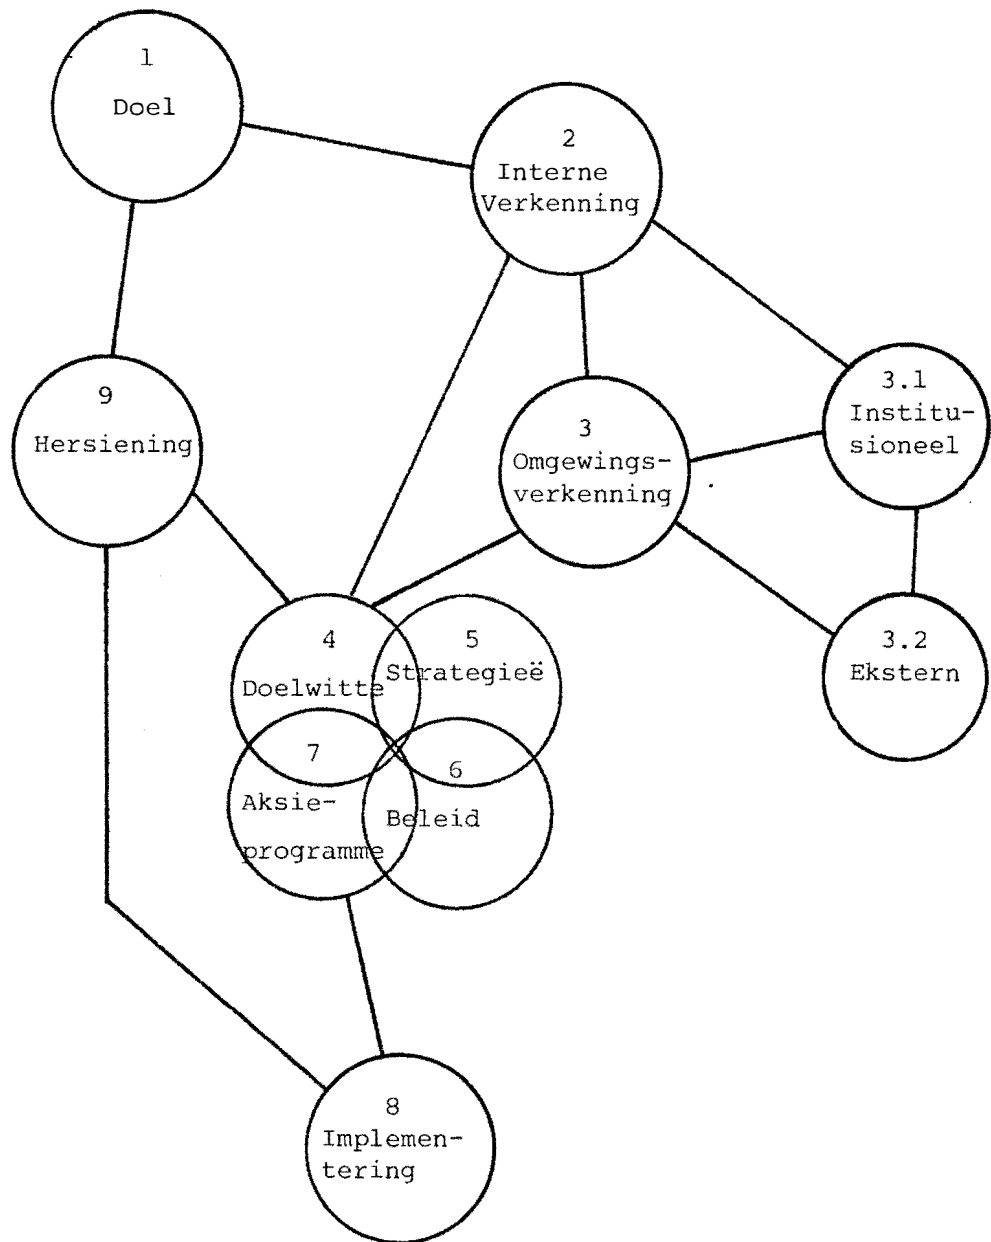 1
Doel
2
Interne
Verkenning
3.1
Institu-
sioneel
9
Hersiening
3
Omgewings-
verkenning
4
Doelwitte
5
Strategieë
3.2
Ekstern
7
Aksie-
programme
6
Beleid
8
Implemen-
tering